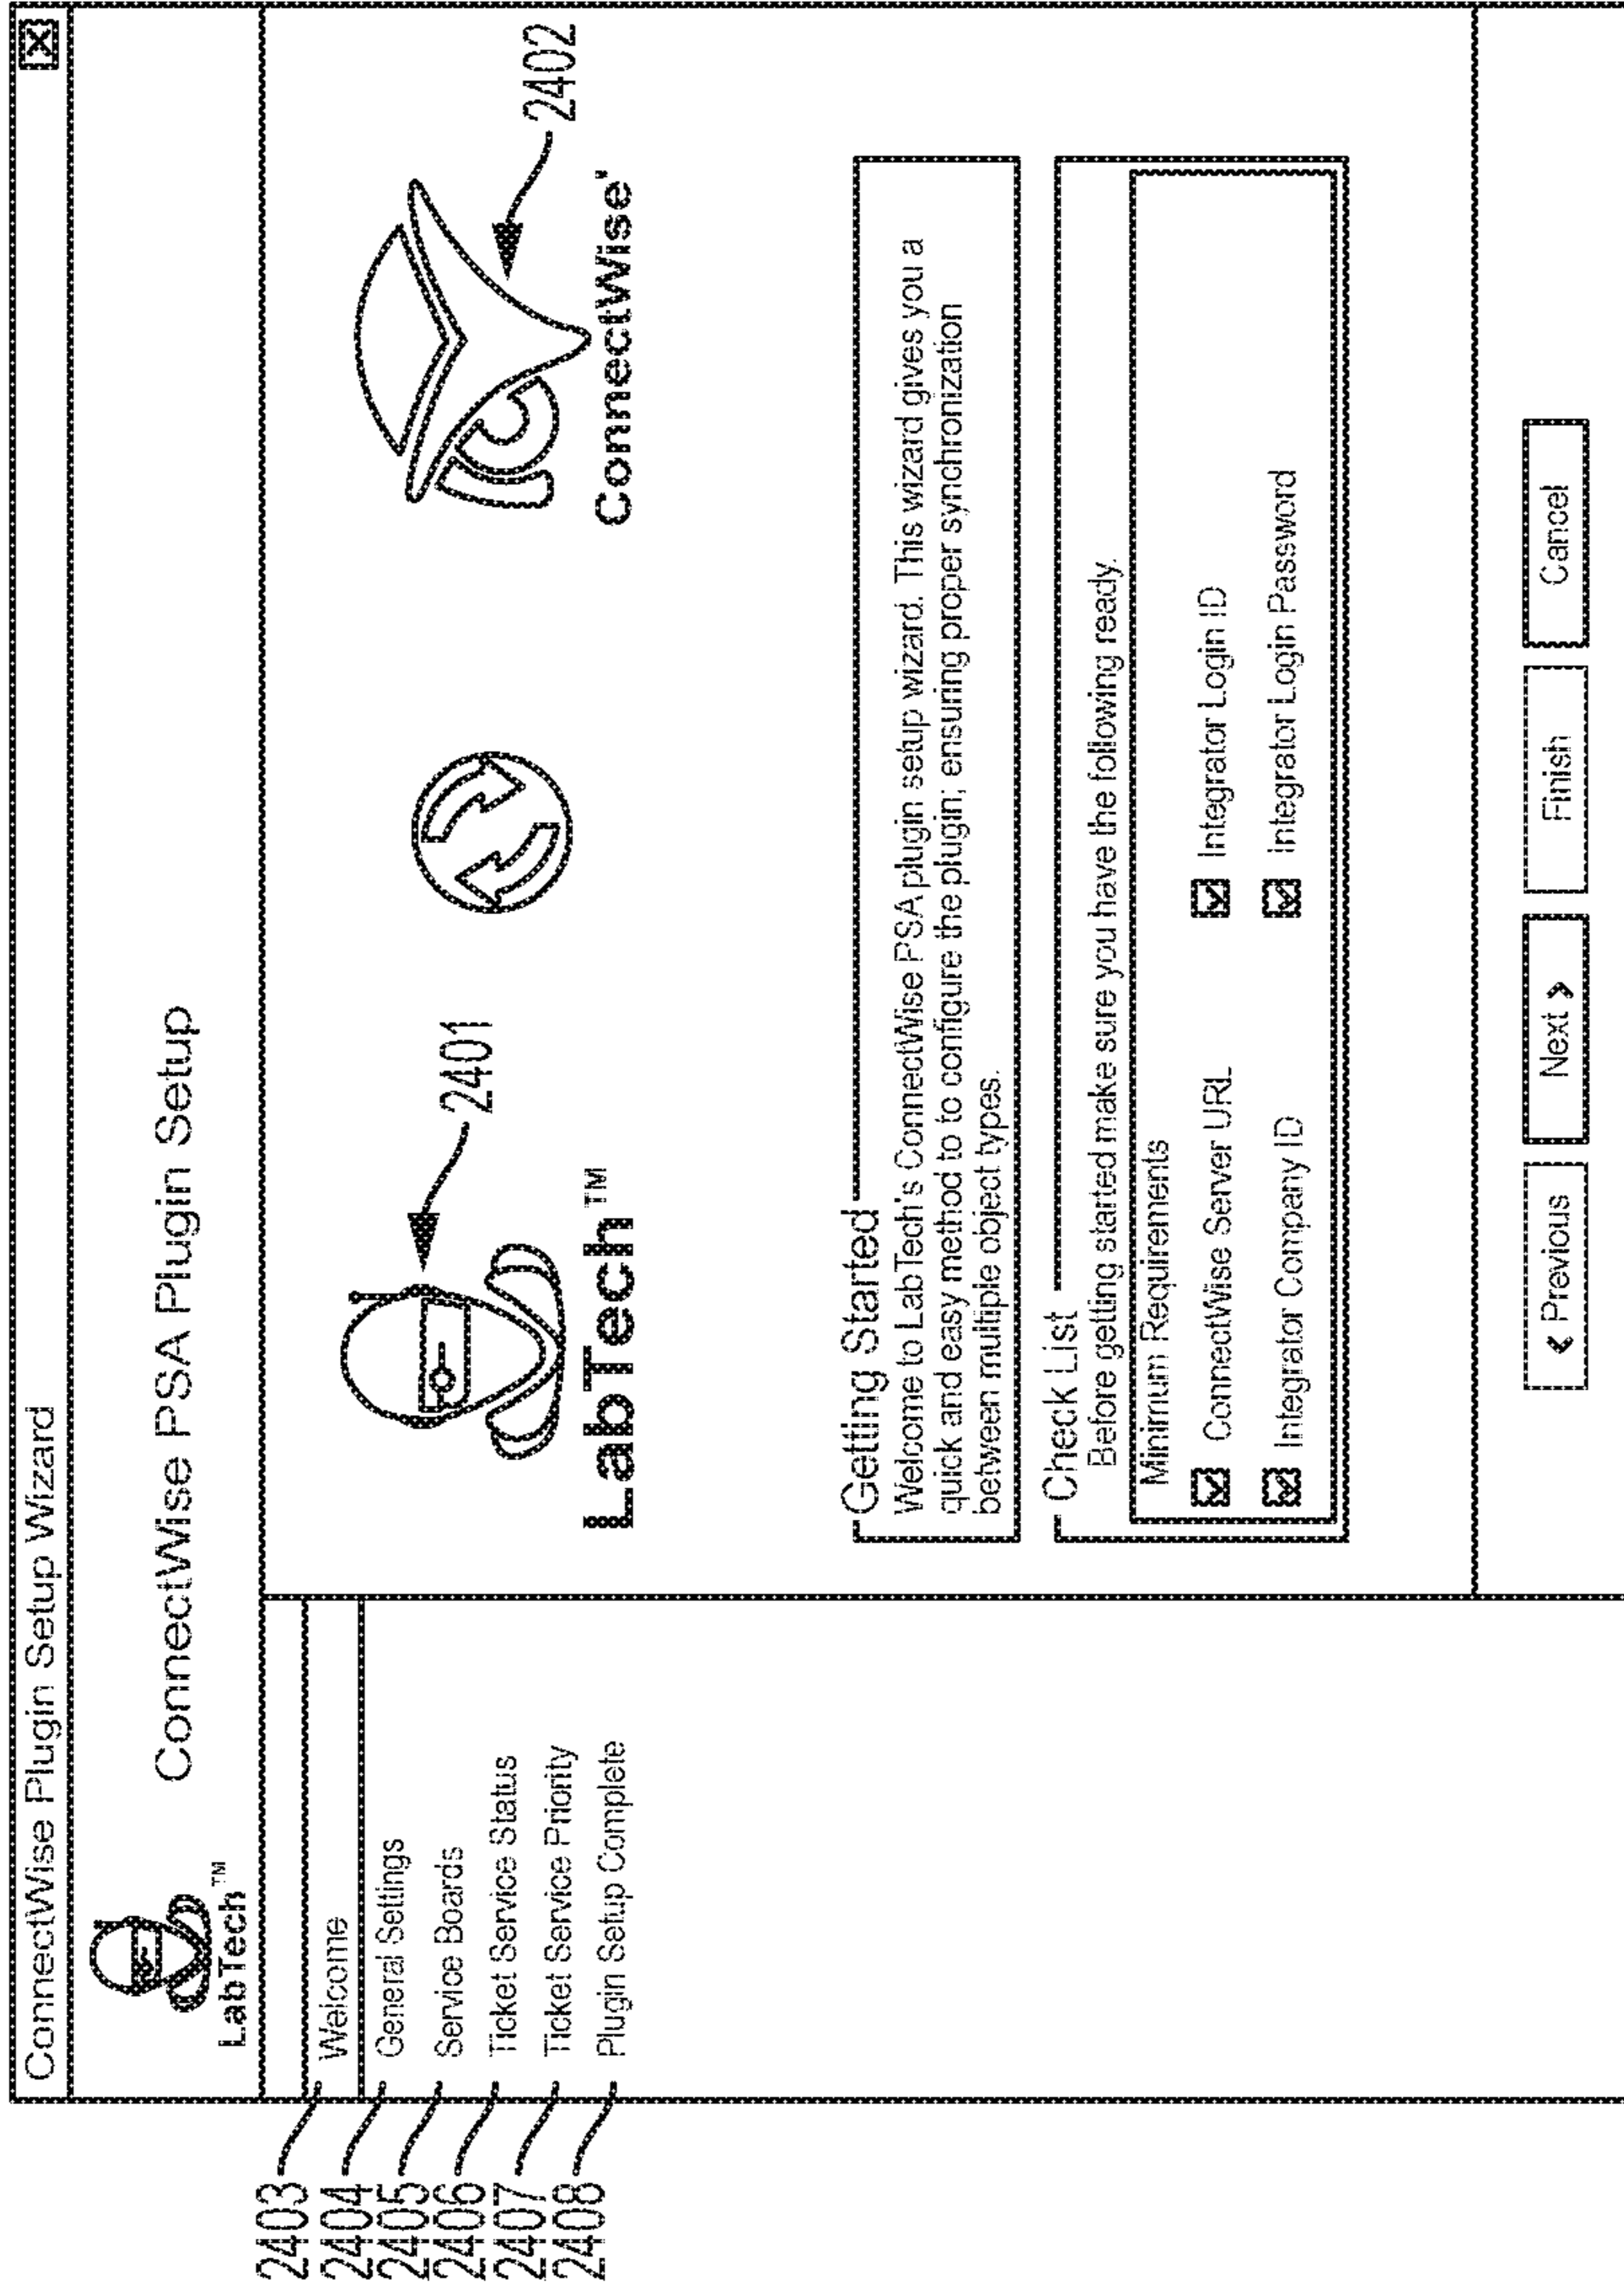 ConnectWise Plugin Setup Wizard
LabTech™
ConnectWise PSA Plugin Setup
2403
Welcome
2404
General Settings
2405
Service Boards
2406
Ticket Service Status
2407
Ticket Service Priority
2408
Plugin Setup Complete
2401
LabTech™
2402
ConnectWise'
Getting Started
Welcome to LabTech's ConnectWise PSA plugin setup wizard. This wizard gives you a
quick and easy method to to configure the plugin; ensuring proper synchronization
between multiple object types.
Check List
Before getting started make sure you have the following ready.
Minimum Requirements
ConnectWise Server URL
Integrator Login ID
Integrator Company ID
Integrator Login Password
‹ Previous
Next ›
Finish
Cancel